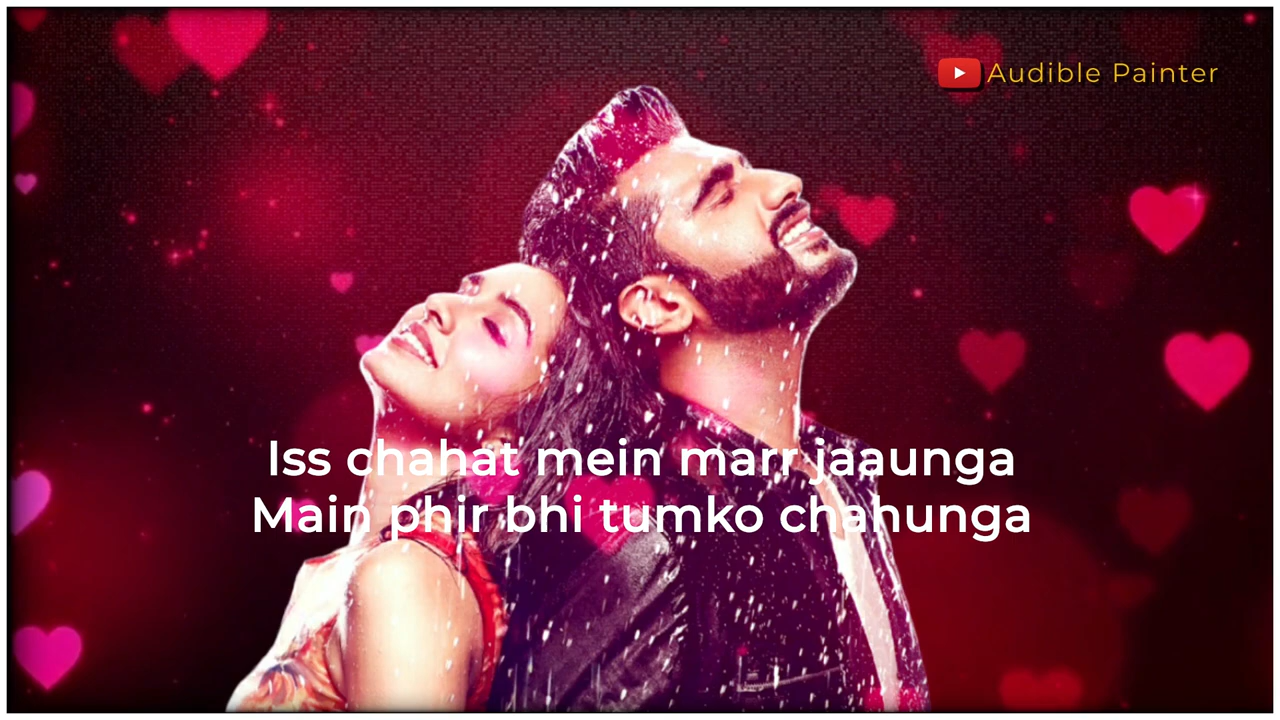 Audible Painter
Iss chahat mein marr jaaunga
Main phir bhi tumko chahunga